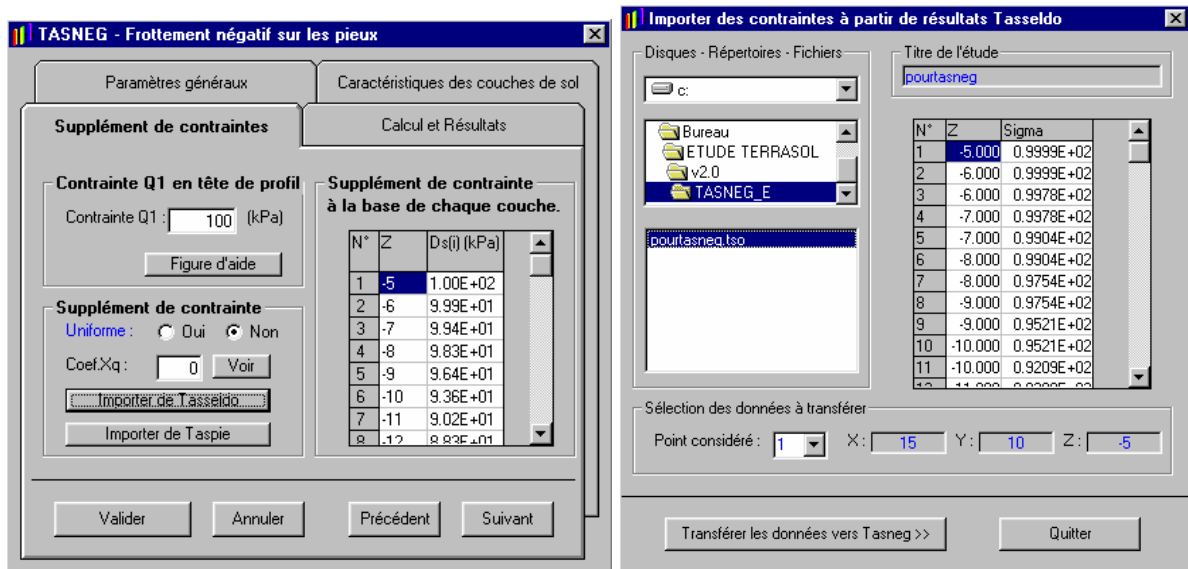 TASNEG - Frottement négatif sur les pieux
Paramètres généraux
Caractéristiques des couches de sol
Supplément de contraintes
Calcul et Résultats
Contrainte Q1 en tête de profil
Contrainte Q1 : 100 (kPa)
Figure d'aide
Supplément de contrainte
Uniforme : Oui Non
Coef.Xq : 0 Voir
Importer de Tasseldo
Importer de Taspie
Supplément de contrainte
à la base de chaque couche.
N° Z Ds(i) (kPa)
1 -5 1.00E+02
2 -6 9.99E+01
3 -7 9.94E+01
4 -8 9.83E+01
5 -9 9.64E+01
6 -10 9.36E+01
7 -11 9.02E+01
8 -12 8.83E+01
Valider Annuler Précédent Suivant
Importer des contraintes à partir de résultats Tasseldo
Disques - Répertoires - Fichiers
c:
Bureau
ETUDE TERRASOL
v2.0
TASNEG_E
pourtasneg.tso
Titre de l'étude
pourtasneg
N° Z Sigma
1 -5.000 0.9999E+02
2 -6.000 0.9999E+02
3 -6.000 0.9978E+02
4 -7.000 0.9978E+02
5 -7.000 0.9904E+02
6 -8.000 0.9904E+02
7 -8.000 0.9754E+02
8 -9.000 0.9754E+02
9 -9.000 0.9521E+02
10 -10.000 0.9521E+02
11 -10.000 0.9209E+02
Sélection des données à transférer
Point considéré : 1 X : 15 Y : 10 Z : -5
Transférer les données vers Tasneg >> Quitter